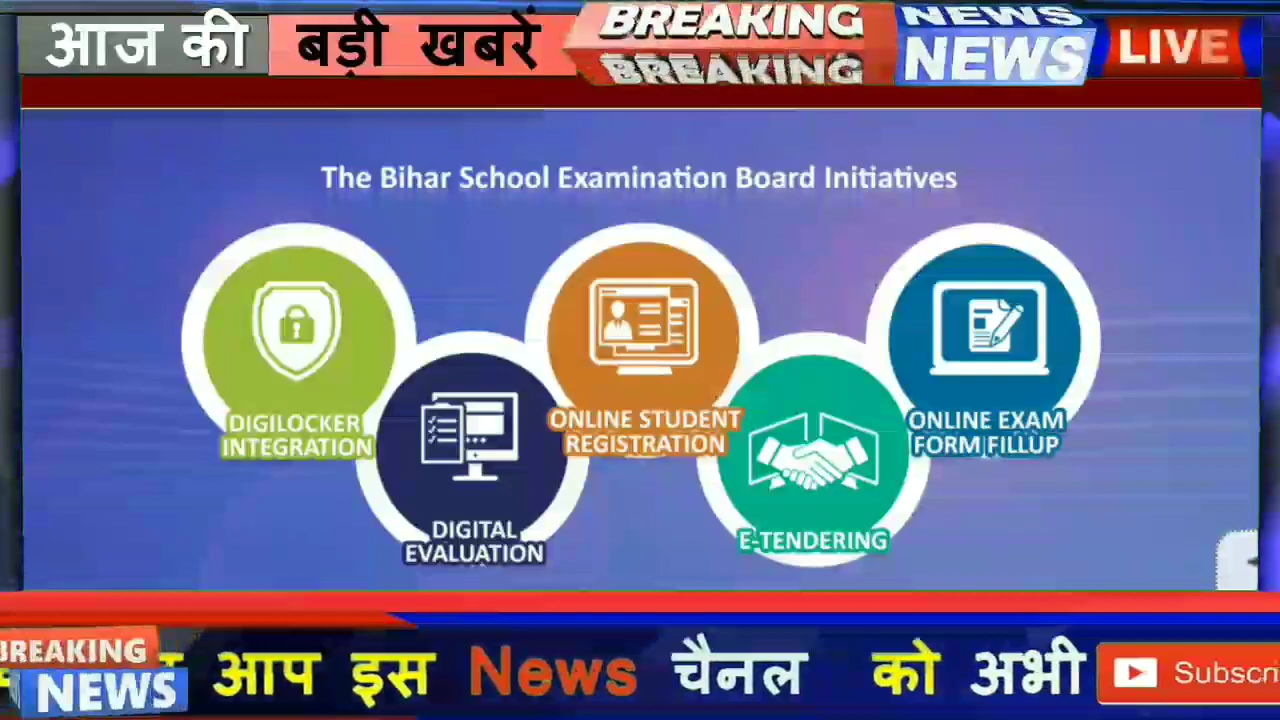 आज की बड़ी खबरें BREAKING NEWS LIVE
BREAKING NEWS
The Bihar School Examination Board Initiatives
DIGILOCKER
INTEGRATION
DIGITAL
EVALUATION
ONLINE STUDENT
REGISTRATION
E-TENDERING
ONLINE EXAM
FORM FILLUP
BREAKING
NEWS
आप इस News चैनल को अभी